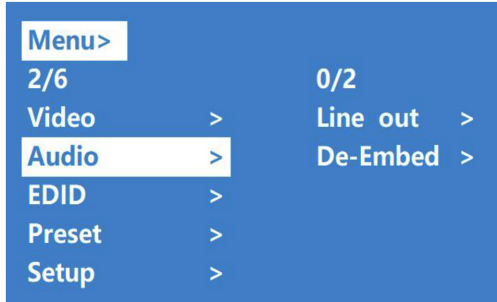 Menu>
2/6 0/2
Video > Line out >
Audio > De-Embed >
EDID >
Preset >
Setup >